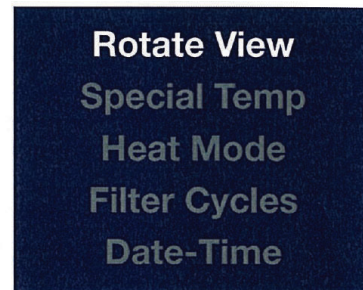 Rotate View
Special Temp
Heat Mode
Filter Cycles
Date-Time